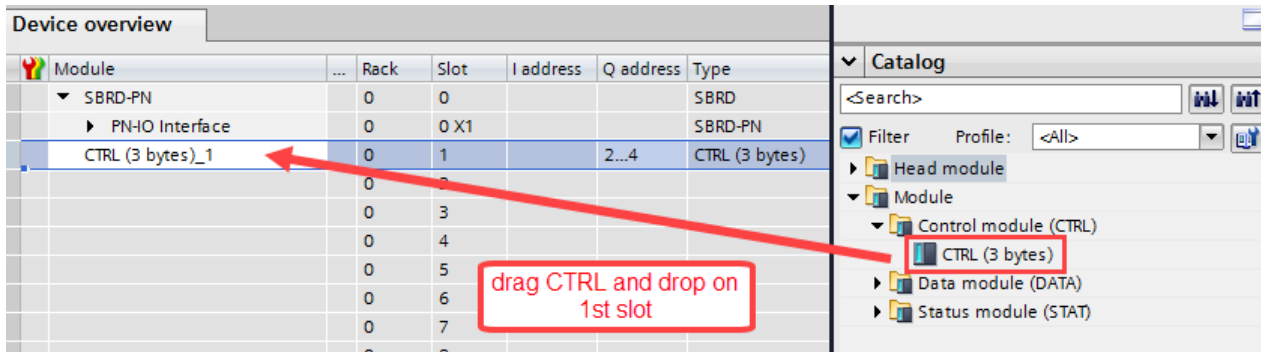 Device overview
Module ... Rack Slot I address Q address Type
SBRD-PN 0 0 SBRD
PN-IO Interface 0 0 X1 SBRD-PN
CTRL (3 bytes)_1 0 1 2...4 CTRL (3 bytes)
0
0 3
0 4
0 5
0 6
0 7
drag CTRL and drop on
1st slot
Catalog
<Search>
Filter Profile: <All>
Head module
Module
Control module (CTRL)
CTRL (3 bytes)
Data module (DATA)
Status module (STAT)